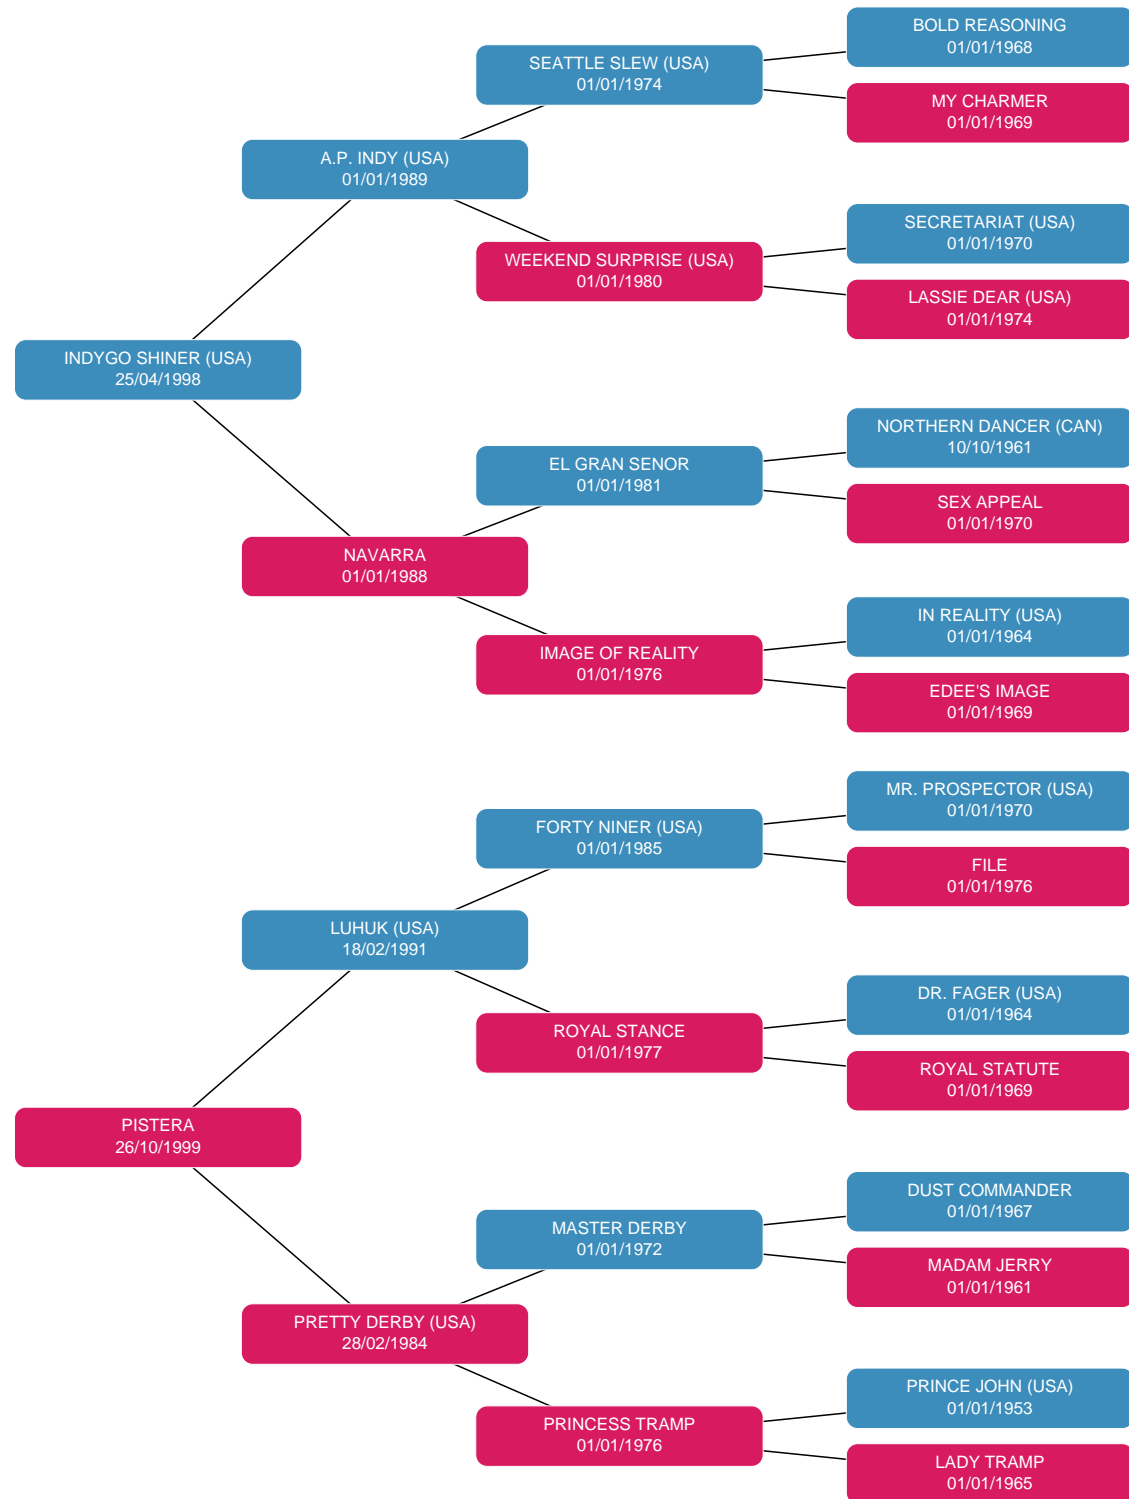 BOLD REASONING
01/01/1968
SEATTLE SLEW (USA)
01/01/1974
MY CHARMER
01/01/1969
A.P. INDY (USA)
01/01/1989
SECRETARIAT (USA)
01/01/1970
WEEKEND SURPRISE (USA)
01/01/1980
LASSIE DEAR (USA)
01/01/1974
INDYGO SHINER (USA)
25/04/1998
NORTHERN DANCER (CAN)
10/10/1961
EL GRAN SENOR
01/01/1981
SEX APPEAL
01/01/1970
NAVARRA
01/01/1988
IN REALITY (USA)
01/01/1964
IMAGE OF REALITY
01/01/1976
EDEE'S IMAGE
01/01/1969
MR. PROSPECTOR (USA)
01/01/1970
FORTY NINER (USA)
01/01/1985
FILE
01/01/1976
LUHUK (USA)
18/02/1991
DR. FAGER (USA)
01/01/1964
ROYAL STANCE
01/01/1977
ROYAL STATUTE
01/01/1969
PISTERA
26/10/1999
DUST COMMANDER
01/01/1967
MASTER DERBY
01/01/1972
MADAM JERRY
01/01/1961
PRETTY DERBY (USA)
28/02/1984
PRINCE JOHN (USA)
01/01/1953
PRINCESS TRAMP
01/01/1976
LADY TRAMP
01/01/1965